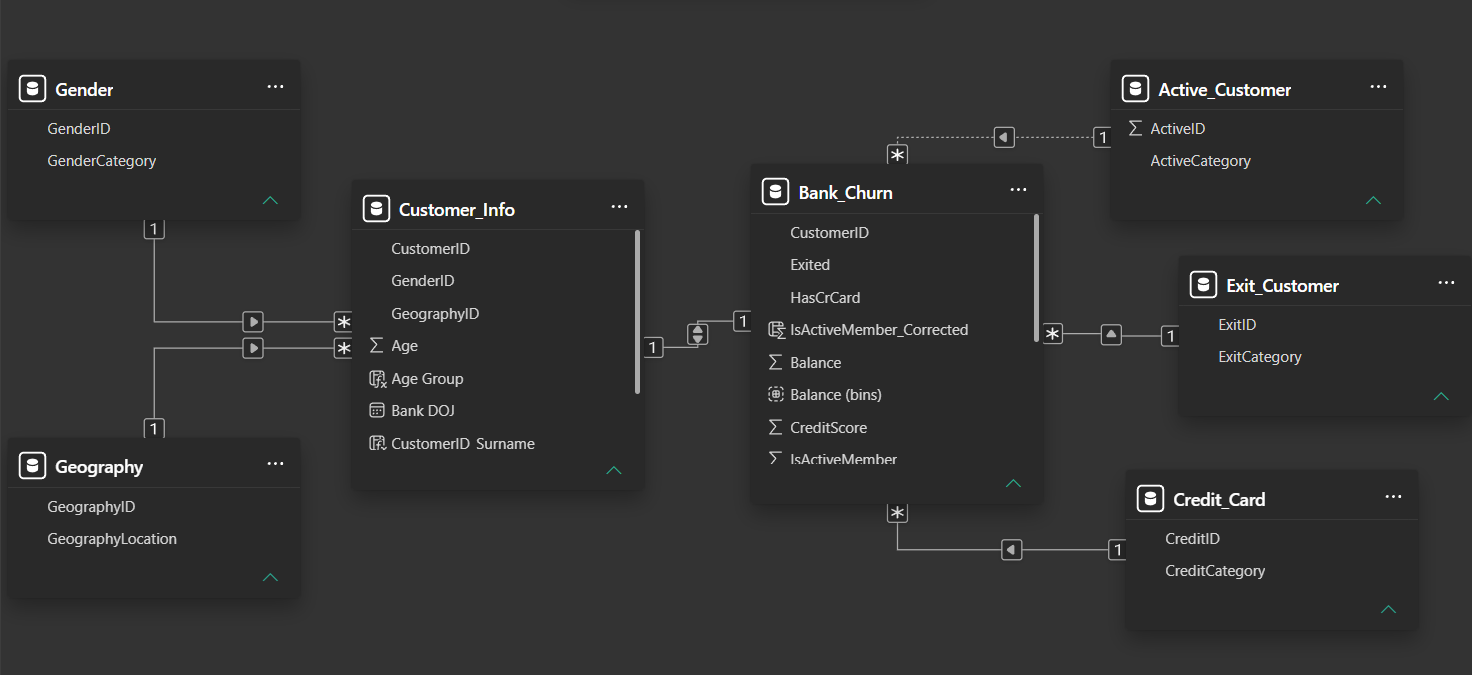 Gender
GenderID
GenderCategory
1
Geography
GeographyID
GeographyLocation
1
Customer_Info
CustomerID
GenderID
GeographyID
Age
Age Group
Bank DOJ
CustomerID_Surname
*
*
1
Bank_Churn
CustomerID
Exited
HasCrCard
IsActiveMember_Corrected
Balance
Balance (bins)
CreditScore
IsActiveMember
1
*
*
*
Active_Customer
ActiveID
ActiveCategory
1
Exit_Customer
ExitID
ExitCategory
1
Credit_Card
CreditID
CreditCategory
1